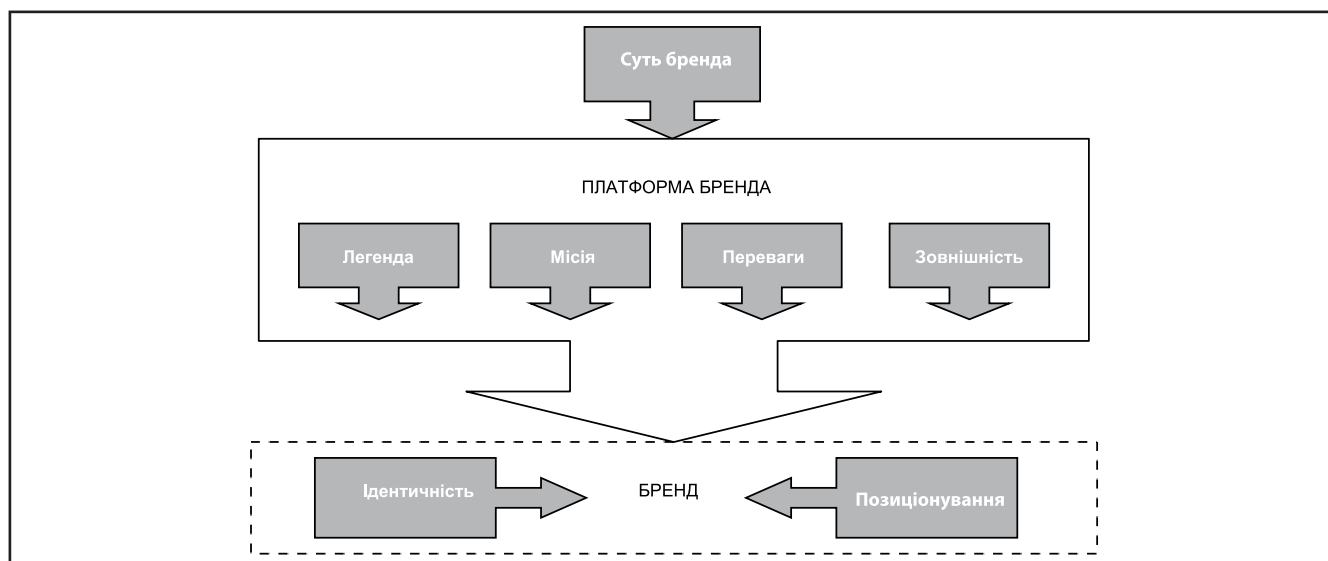 Суть бренда
ПЛАТФОРМА БРЕНДА
Легенда
Місія
Переваги
Зовнішність
Ідентичність
БРЕНД
Позиціонування